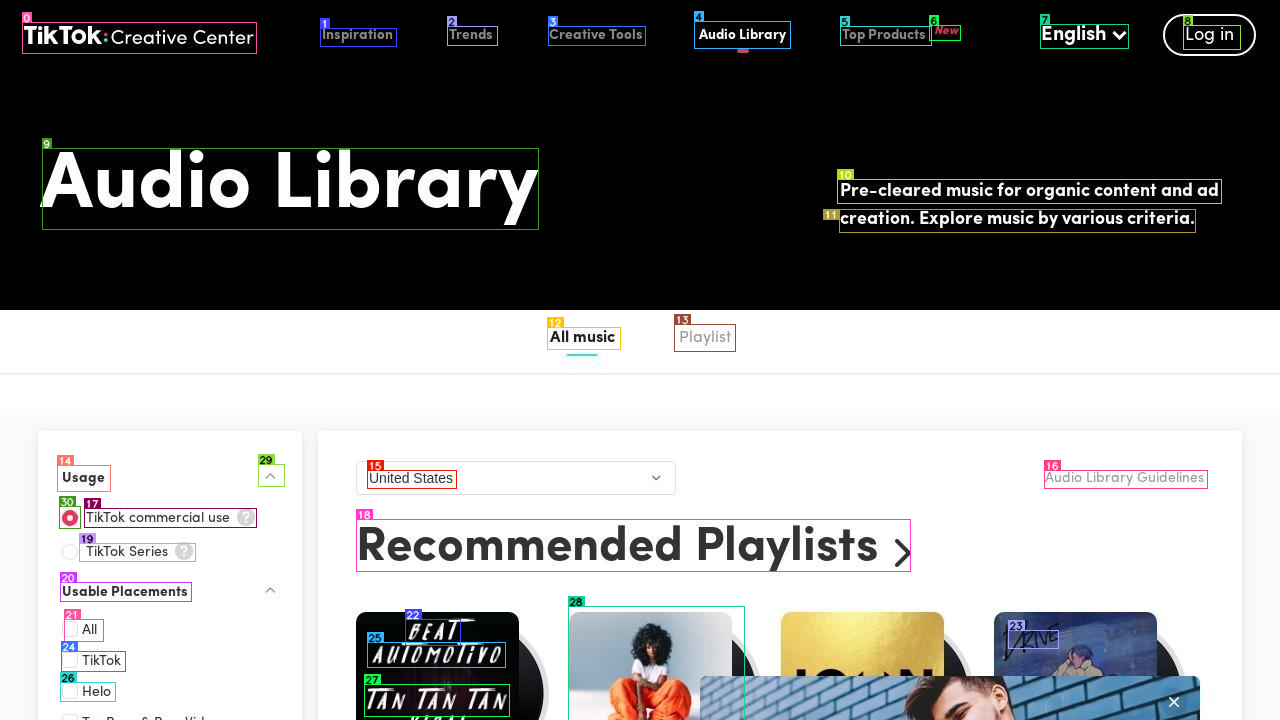 TikTok: Creative Center
Inspiration
Trends
Creative Tools
Audio Library
Top Products
New
English
Log in
Audio Library
Pre-cleared music for organic content and ad
creation. Explore music by various criteria.
All music
Playlist
Usage
TikTok commercial use
TikTok Series
Usable Placements
All
TikTok
Helo
United States
Audio Library Guidelines
Recommended Playlists
BEAT
AUTOMOTIVO
TAN TAN TAN
DRIVE